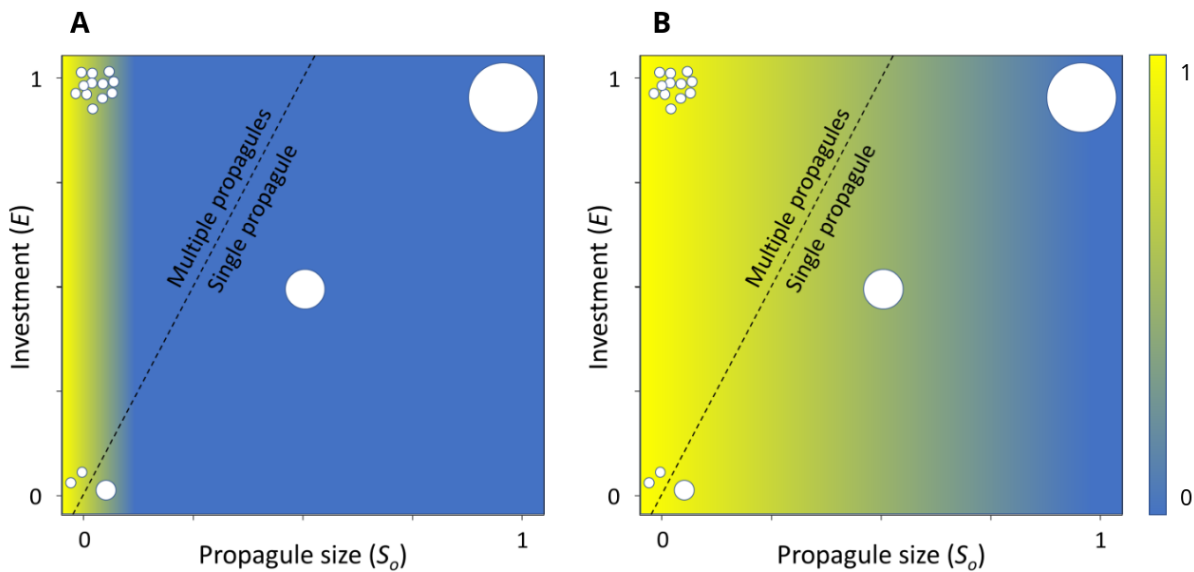 A
B
1
1
1
Multiple propagules
Single propagule
Multiple propagules
Single propagule
Investment (E)
Investment (E)
0
0
0
0
1
0
1
Propagule size (Sₒ)
Propagule size (Sₒ)